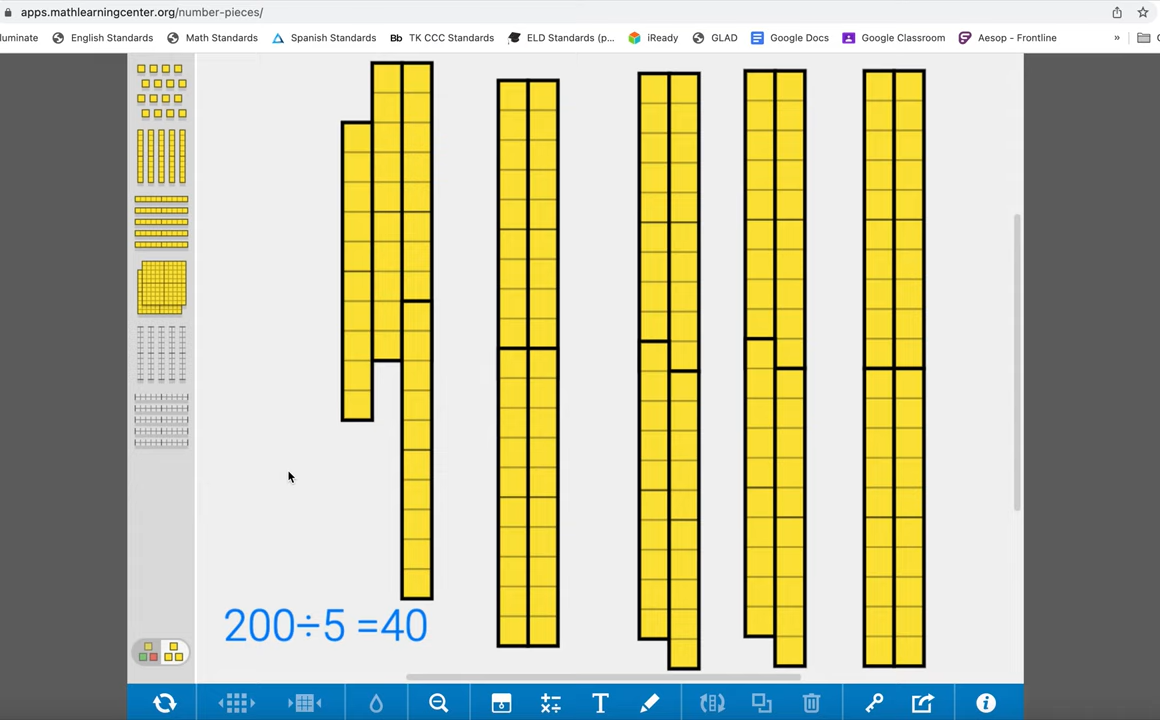 apps.mathlearningcenter.org/number-pieces/
luminate English Standards Math Standards Spanish Standards Bb TK CCC Standards ELD Standards (p... iReady GLAD Google Docs Google Classroom Aesop - Frontline » C
200÷5 =40
T